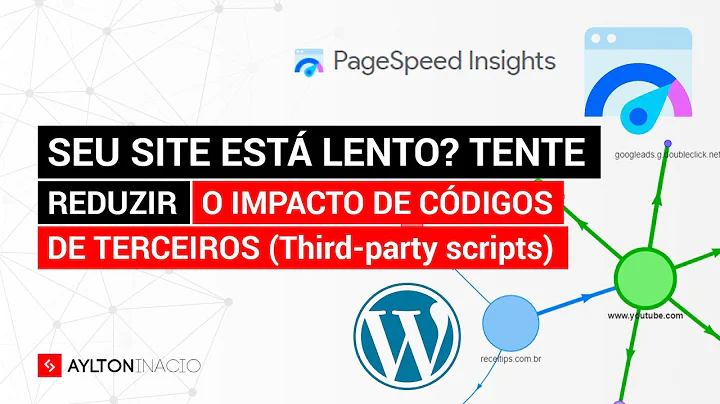 PageSpeed Insights
googleads.g.doubleclick.net
SEU SITE ESTÁ LENTO? TENTE
REDUZIR O IMPACTO DE CÓDIGOS
DE TERCEIROS (Third-party scripts)
www.youtube.com
receitips.com.br
AYLTONINACIO